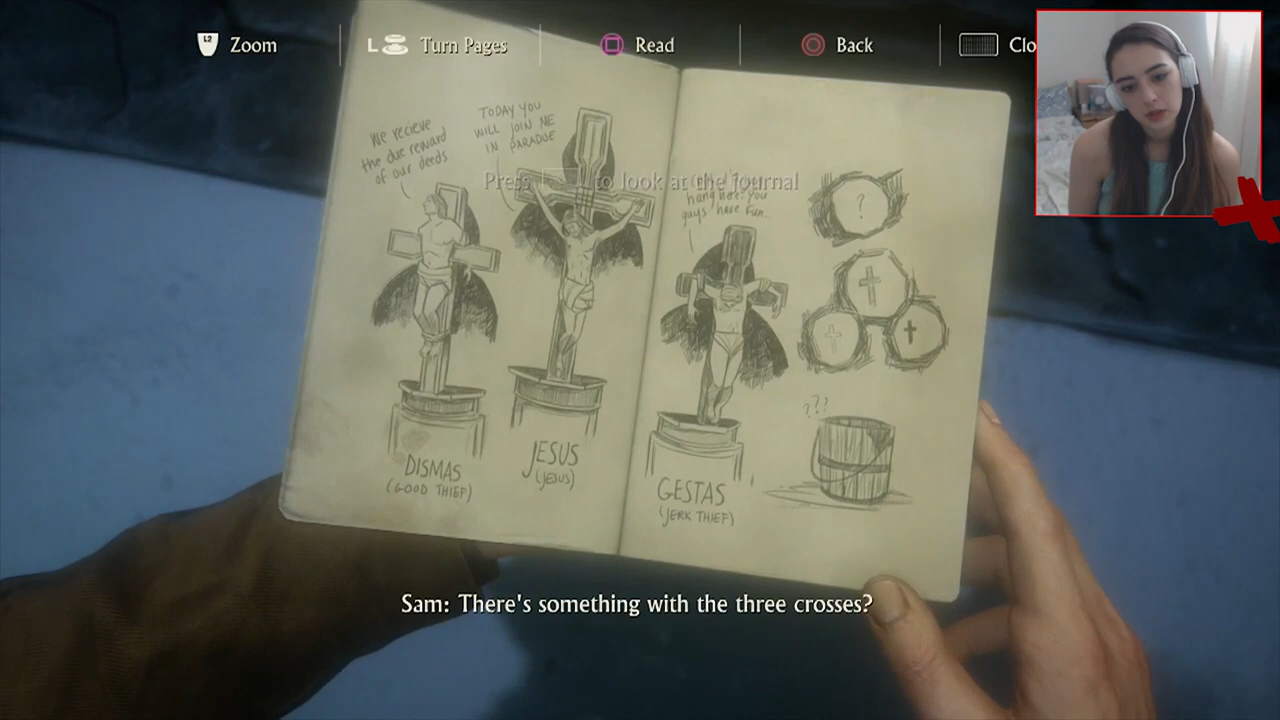 L2 Zoom
L Turn Pages
Read
Back
Clo
We recieve
the due reward
of our deeds
TODAY YOU
WILL JOIN ME
IN PARADISE
Press
to look at the journal
hang here. You
guys have fun.
?
???
DISMAS
(GOOD THIEF)
JESUS
(JESUS)
GESTAS
(JERK THIEF)
Sam: There's something with the three crosses?